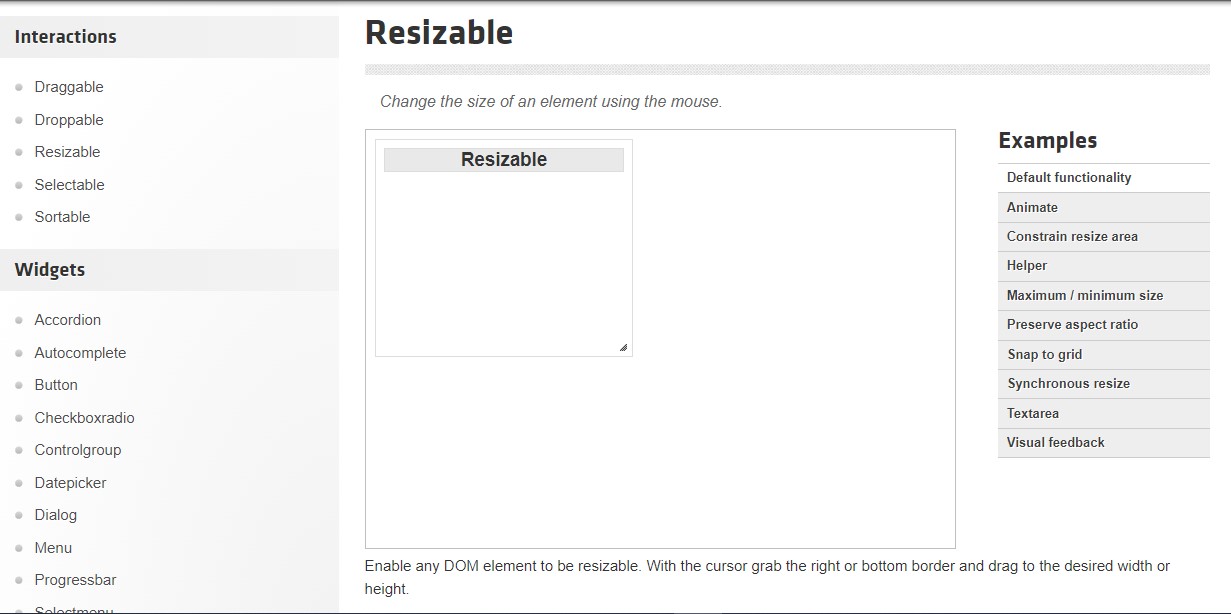 Interactions
Draggable
Droppable
Resizable
Selectable
Sortable
Widgets
Accordion
Autocomplete
Button
Checkboxradio
Controlgroup
Datepicker
Dialog
Menu
Progressbar
Selectmenu
Resizable
Change the size of an element using the mouse.
Resizable
Examples
Default functionality
Animate
Constrain resize area
Helper
Maximum / minimum size
Preserve aspect ratio
Snap to grid
Synchronous resize
Textarea
Visual feedback
Enable any DOM element to be resizable. With the cursor grab the right or bottom border and drag to the desired width or
height.